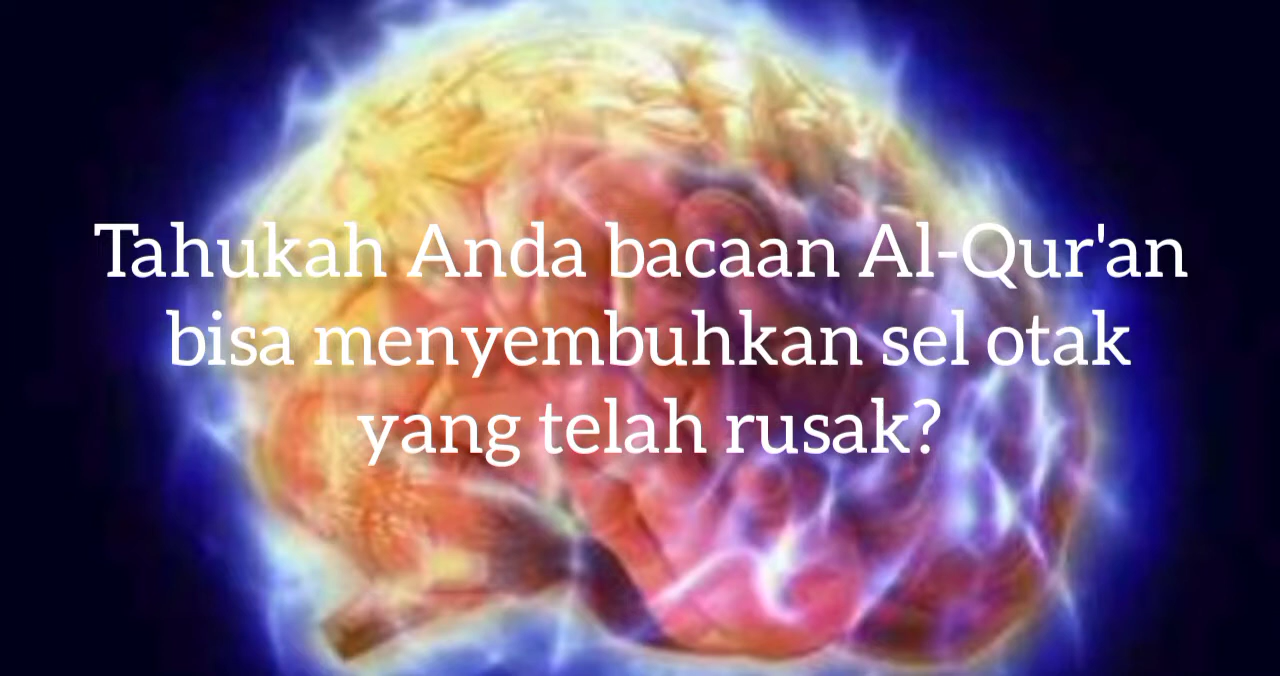 Tahukah Anda bacaan Al-Qur'an
bisa menyembuhkan sel otak
yang telah rusak?